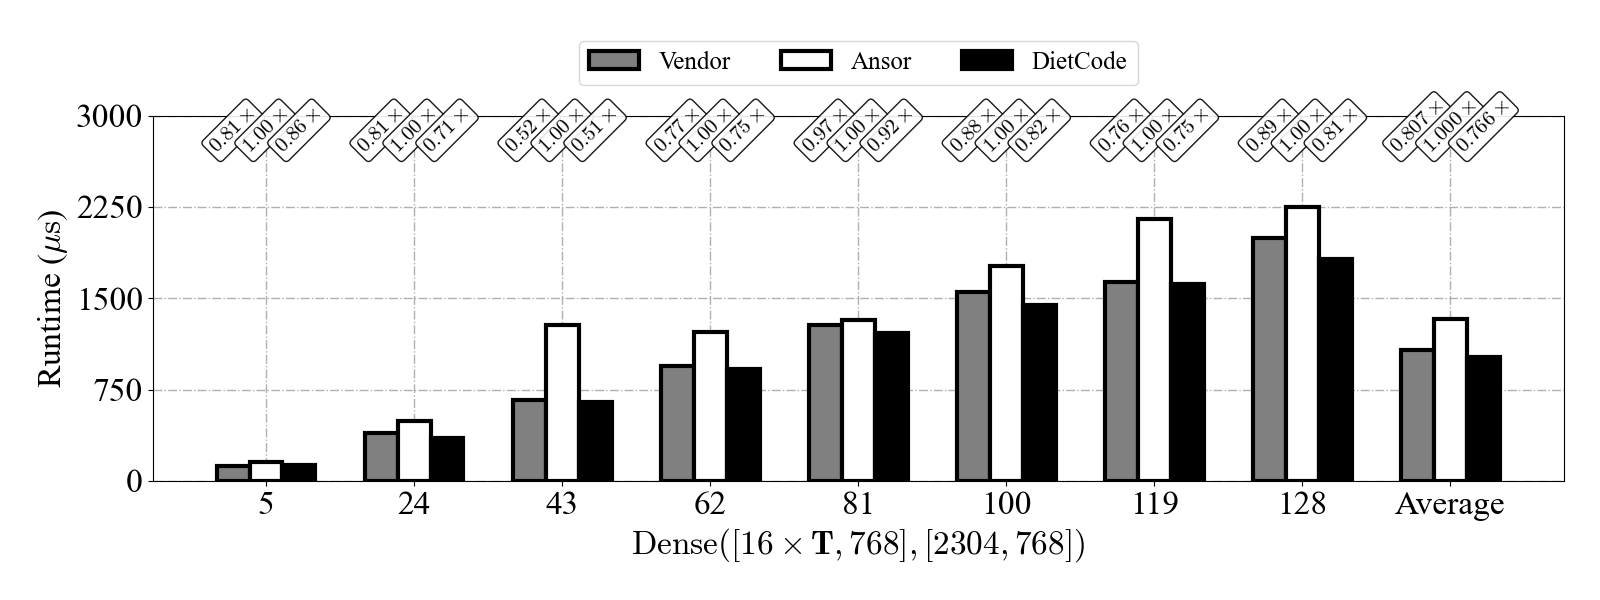 Vendor Ansor DietCode
0.81 × 1.00 × 0.86 × 0.81 × 1.00 × 0.71 × 0.52 × 1.00 × 0.51 × 0.77 × 1.00 × 0.75 × 0.97 × 1.00 × 0.92 × 0.88 × 1.00 × 0.82 × 0.76 × 1.00 × 0.75 × 0.89 × 1.00 × 0.81 × 0.807 × 1.000 × 0.766 ×
3000
2250
1500
750
0
Runtime (μs)
5 24 43 62 81 100 119 128 Average
Dense([16 × T, 768], [2304, 768])